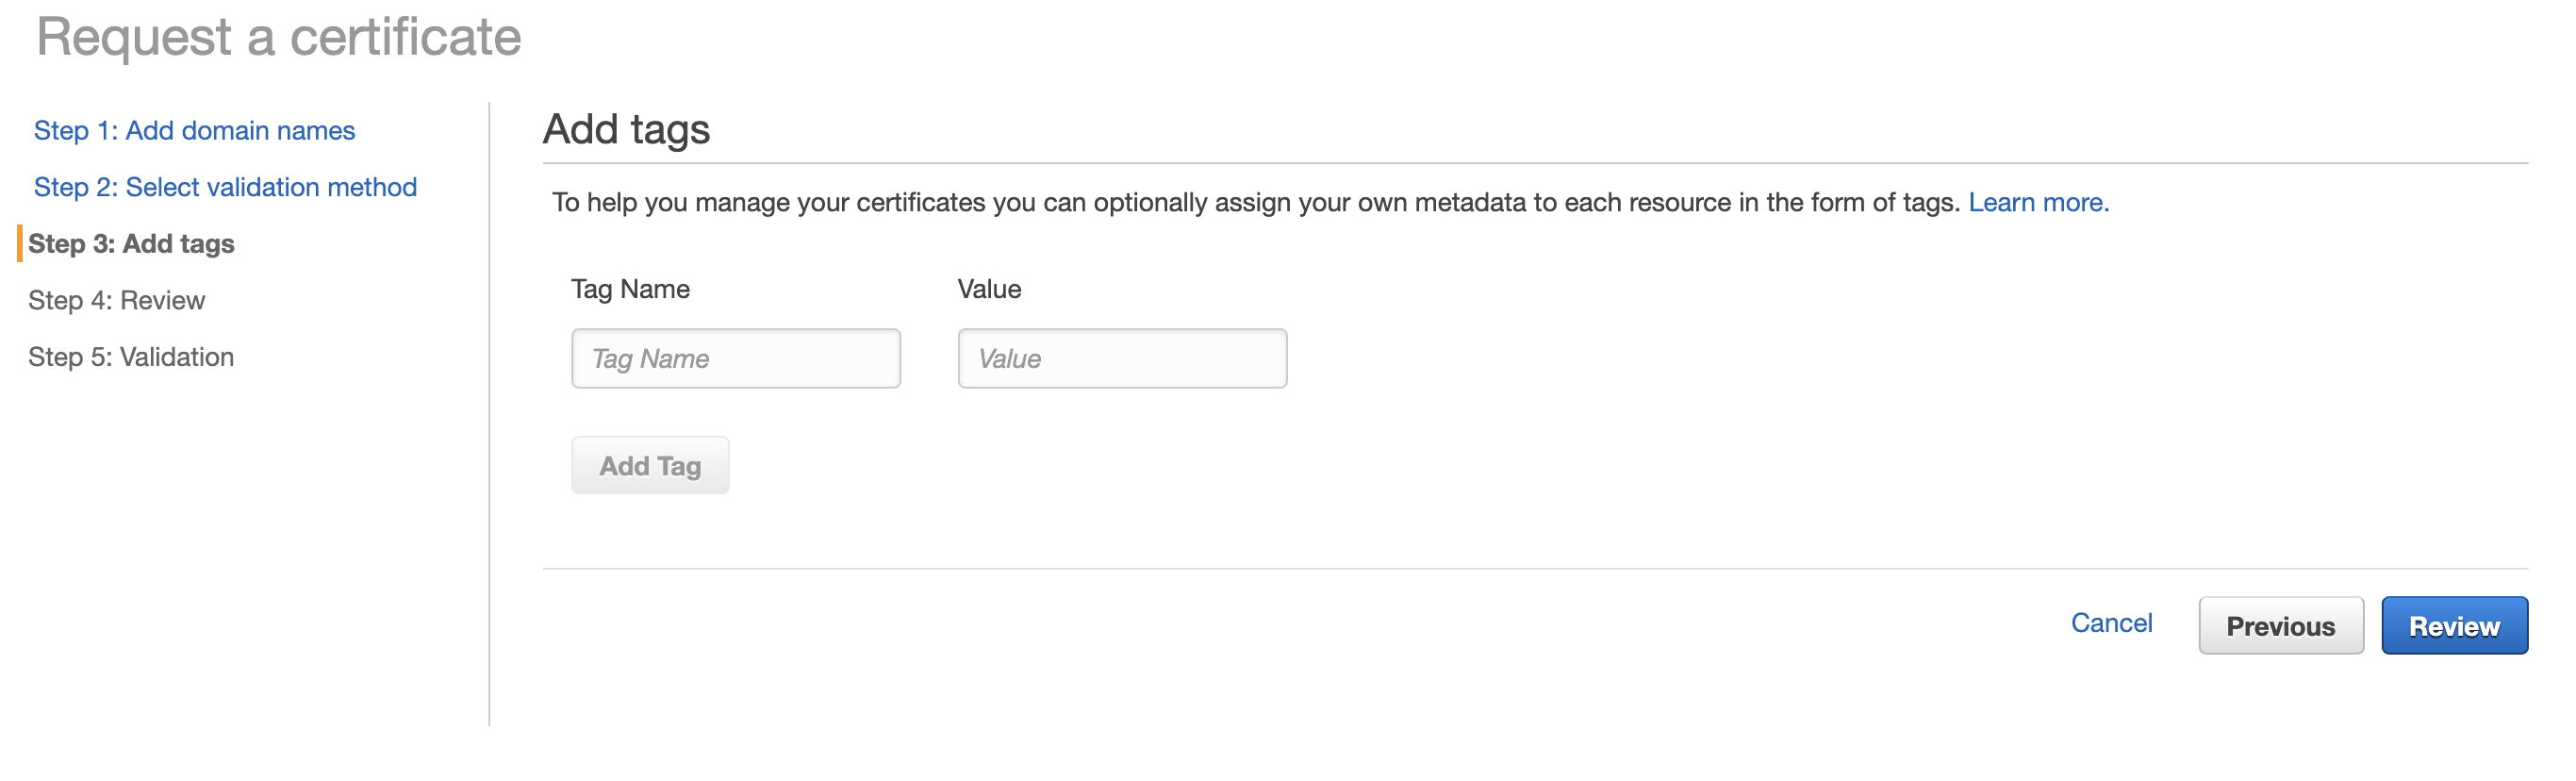 Request a certificate
Step 1: Add domain names
Step 2: Select validation method
Step 3: Add tags
Step 4: Review
Step 5: Validation
Add tags
To help you manage your certificates you can optionally assign your own metadata to each resource in the form of tags. Learn more.
Tag Name Value
Tag Name Value
Add Tag
Cancel Previous Review